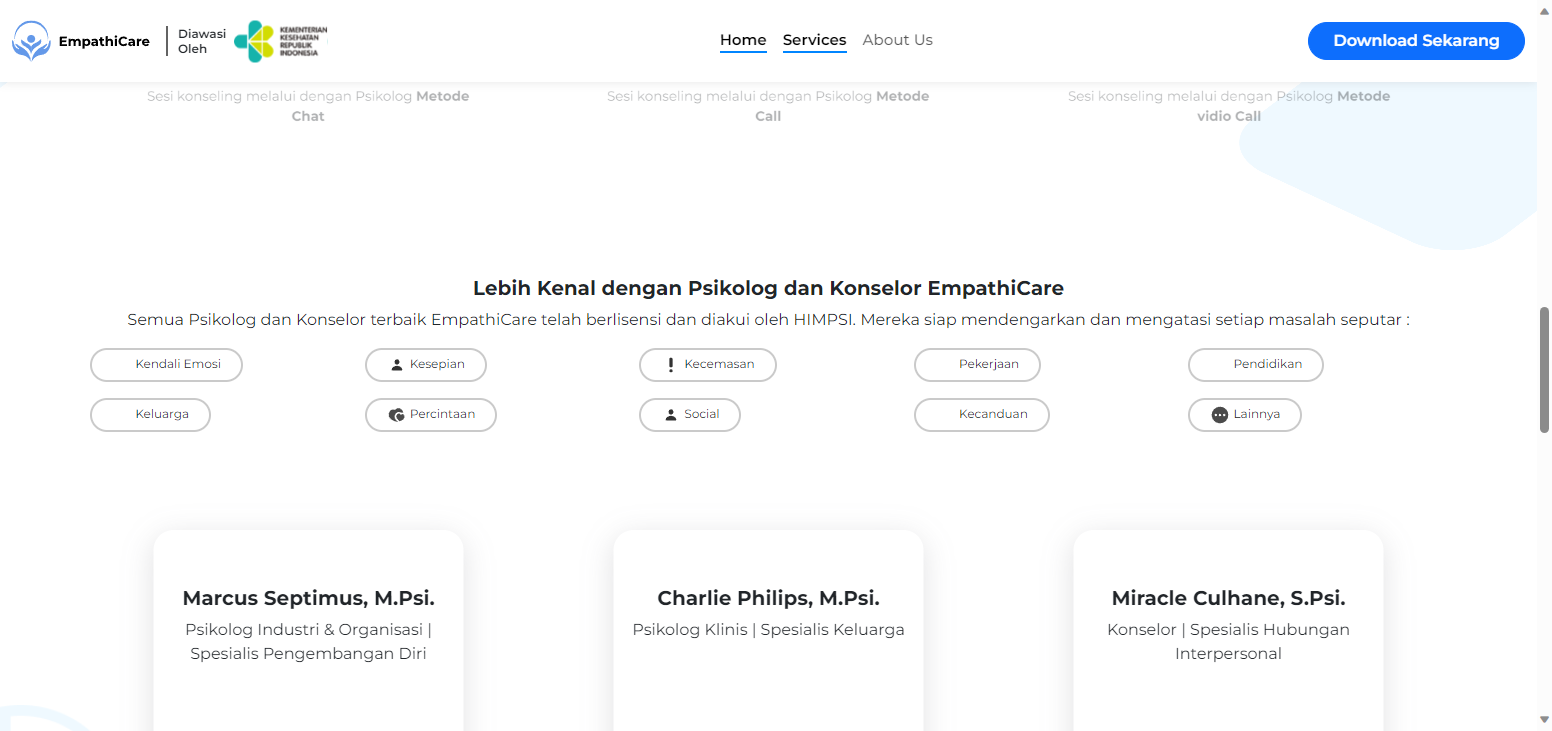 EmpathiCare
Diawasi
Oleh
KEMENTERIAN
KESEHATAN
REPUBLIK
INDONESIA
Home Services About Us
Download Sekarang
Sesi konseling melalui dengan Psikolog Metode
Chat
Sesi konseling melalui dengan Psikolog Metode
Call
Sesi konseling melalui dengan Psikolog Metode
vidio Call
Lebih Kenal dengan Psikolog dan Konselor EmpathiCare
Semua Psikolog dan Konselor terbaik EmpathiCare telah berlisensi dan diakui oleh HIMPSI. Mereka siap mendengarkan dan mengatasi setiap masalah seputar :
Kendali Emosi Kesepian Kecemasan Pekerjaan Pendidikan
Keluarga Percintaan Social Kecanduan Lainnya
Marcus Septimus, M.Psi.
Psikolog Industri & Organisasi |
Spesialis Pengembangan Diri
Charlie Philips, M.Psi.
Psikolog Klinis | Spesialis Keluarga
Miracle Culhane, S.Psi.
Konselor | Spesialis Hubungan
Interpersonal